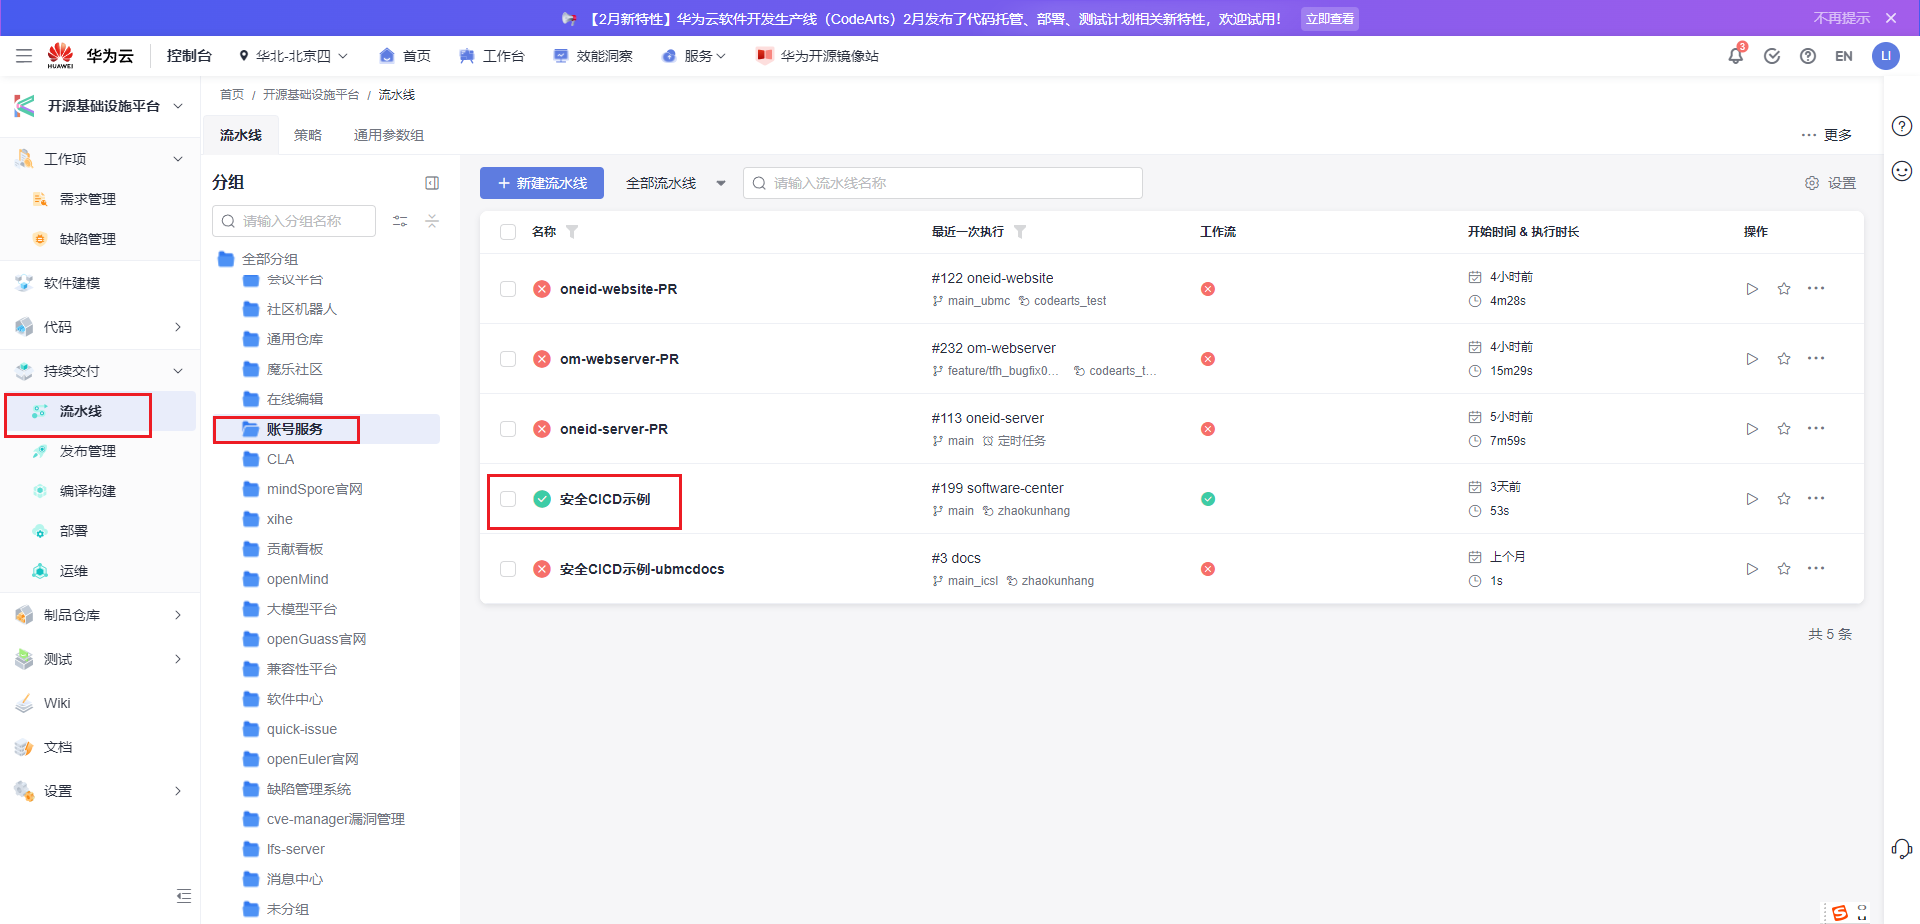 【2月新特性】华为云软件开发生产线（CodeArts）2月发布了代码托管、部署、测试计划相关新特性，欢迎试用！ 立即查看 不再提示
HUAWEI 华为云 控制台 华北-北京四 首页 工作台 效能洞察 服务 华为开源镜像站 3 EN LI
开源基础设施平台
工作项
需求管理
缺陷管理
软件建模
代码
持续交付
流水线
发布管理
编译构建
部署
运维
制品仓库
测试
Wiki
文档
设置
首页 / 开源基础设施平台 / 流水线
流水线 策略 通用参数组 ··· 更多
分组
请输入分组名称
全部分组
会议平台
社区机器人
通用仓库
魔乐社区
在线编辑
账号服务
CLA
mindSpore官网
xihe
贡献看板
openMind
大模型平台
openGuass官网
兼容性平台
软件中心
quick-issue
openEuler官网
缺陷管理系统
cve-manager漏洞管理
lfs-server
消息中心
未分组
+ 新建流水线 全部流水线 请输入流水线名称 设置
名称 最近一次执行 工作流 开始时间 & 执行时长 操作
oneid-website-PR #122 oneid-website 4小时前
main_ubmc codearts_test 4m28s
om-webserver-PR #232 om-webserver 4小时前
feature/tfh_bugfix0... codearts_t... 15m29s
oneid-server-PR #113 oneid-server 5小时前
main 定时任务 7m59s
安全CICD示例 #199 software-center 3天前
main zhaokunhang 53s
安全CICD示例-ubmcdocs #3 docs 上个月
main_icsl zhaokunhang 1s
共 5 条